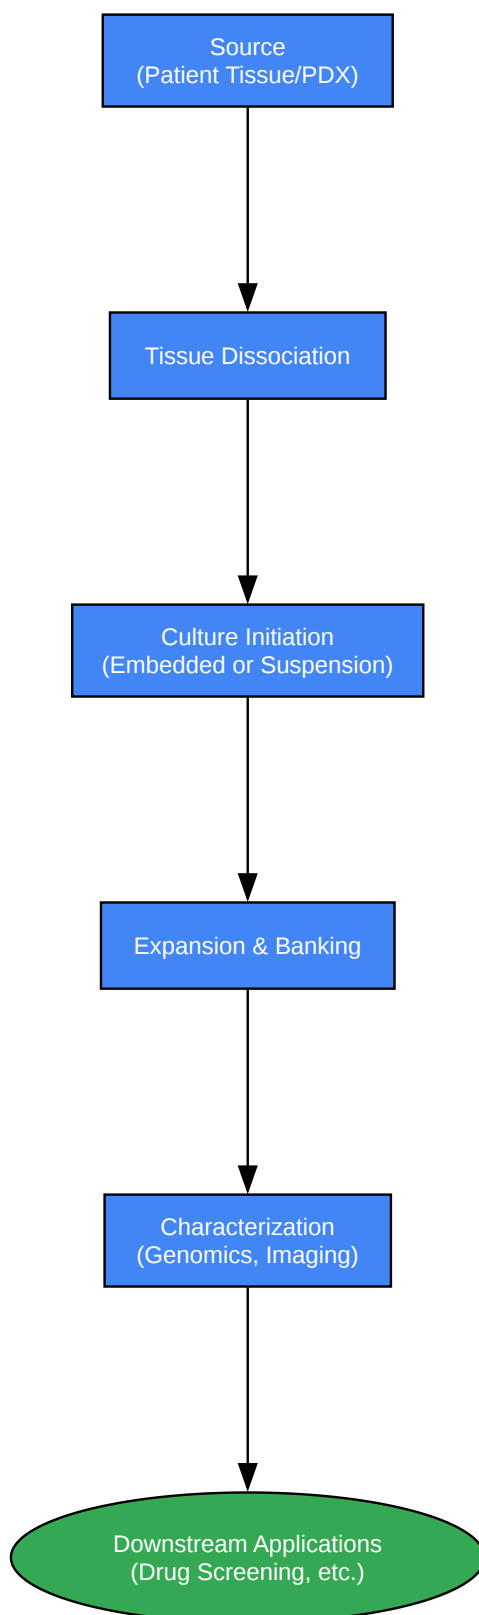 Source
(Patient Tissue/PDX)
Tissue Dissociation
Culture Initiation
(Embedded or Suspension)
Expansion & Banking
Characterization
(Genomics, Imaging)
Downstream Applications
(Drug Screening, etc.)